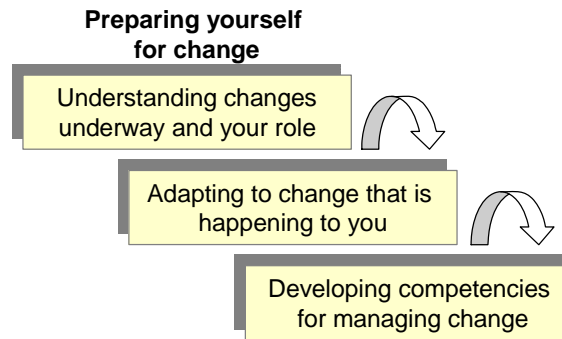 Preparing yourself
for change
Understanding changes
underway and your role
Adapting to change that is
happening to you
Developing competencies
for managing change